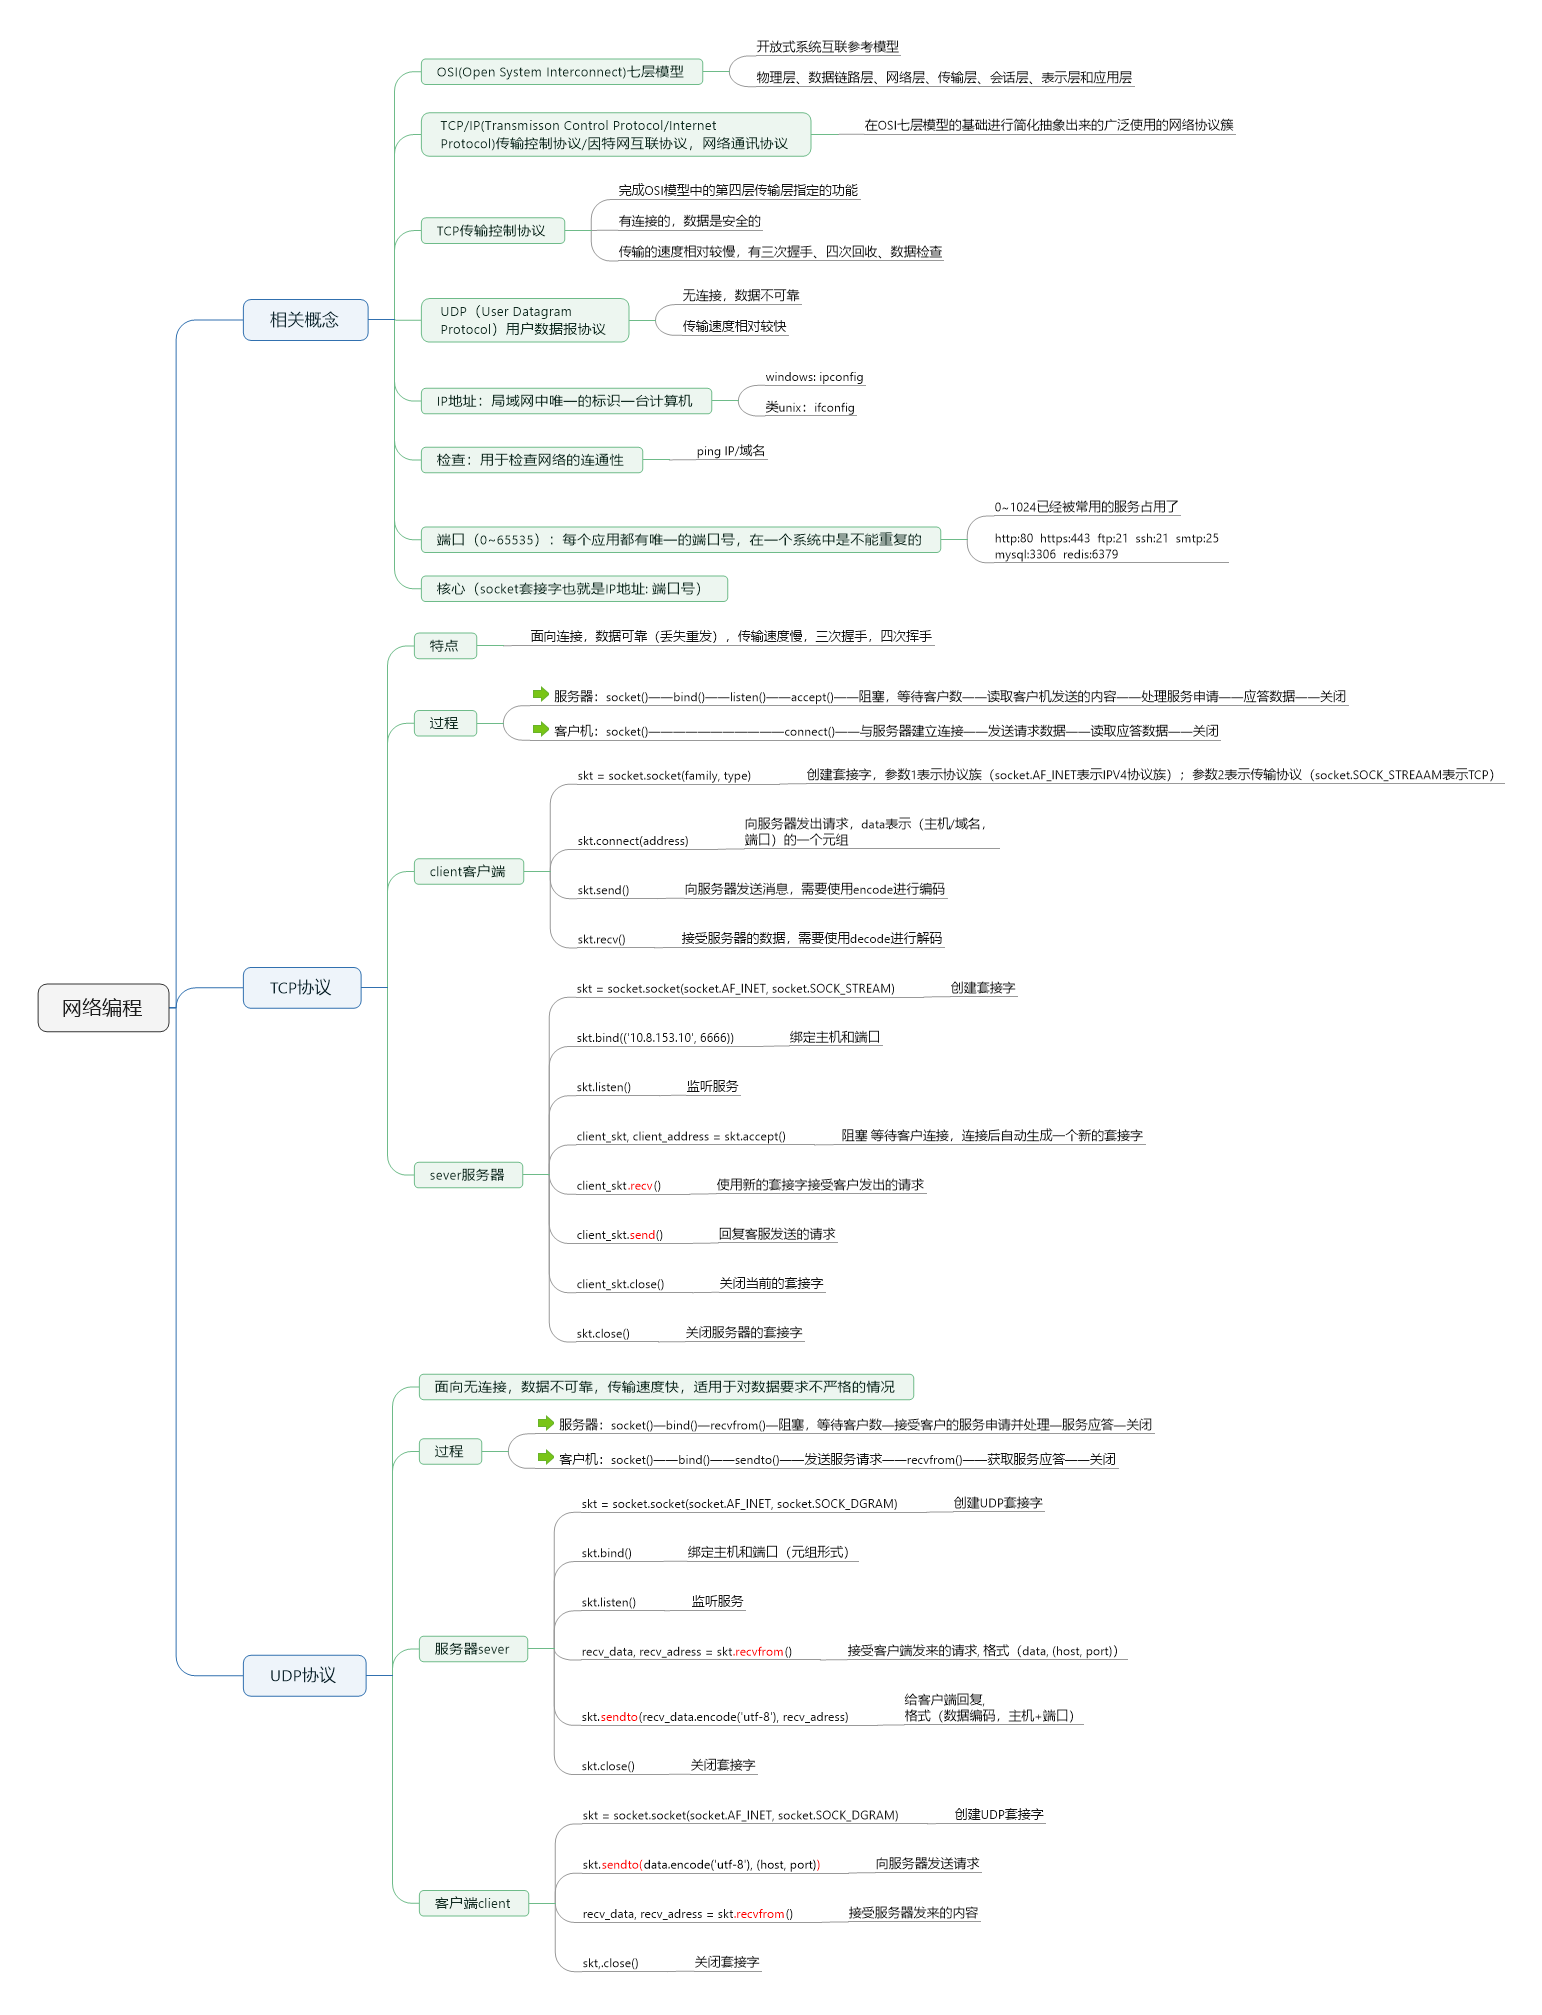 网络编程
相关概念
OSI(Open System Interconnect)七层模型
开放式系统互联参考模型
物理层、数据链路层、网络层、传输层、会话层、表示层和应用层
TCP/IP(Transmisson Control Protocol/Internet
Protocol)传输控制协议/因特网互联协议，网络通讯协议
在OSI七层模型的基础进行简化抽象出来的广泛使用的网络协议簇
TCP传输控制协议
完成OSI模型中的第四层传输层指定的功能
有连接的，数据是安全的
传输的速度相对较慢，有三次握手、四次回收、数据检查
UDP（User Datagram
Protocol）用户数据报协议
无连接，数据不可靠
传输速度相对较快
IP地址：局域网中唯一的标识一台计算机
windows: ipconfig
类unix：ifconfig
检查：用于检查网络的连通性
ping IP/域名
端口（0~65535）：每个应用都有唯一的端口号，在一个系统中是不能重复的
0~1024已经被常用的服务占用了
http:80 https:443 ftp:21 ssh:21 smtp:25
mysql:3306 redis:6379
核心（socket套接字也就是IP地址: 端口号）
TCP协议
特点
面向连接，数据可靠（丢失重发），传输速度慢，三次握手，四次挥手
过程
服务器：socket()——bind()——listen()——accept()——阻塞，等待客户数——读取客户机发送的内容——处理服务申请——应答数据——关闭
客户机：socket()———————————connect()——与服务器建立连接——发送请求数据——读取应答数据——关闭
client客户端
skt = socket.socket(family, type)
创建套接字，参数1表示协议族（socket.AF_INET表示IPV4协议族）；参数2表示传输协议（socket.SOCK_STREAAM表示TCP）
skt.connect(address)
向服务器发出请求，data表示（主机/域名，
端口）的一个元组
skt.send()
向服务器发送消息，需要使用encode进行编码
skt.recv()
接受服务器的数据，需要使用decode进行解码
sever服务器
skt = socket.socket(socket.AF_INET, socket.SOCK_STREAM)
创建套接字
skt.bind(('10.8.153.10', 6666))
绑定主机和端口
skt.listen()
监听服务
client_skt, client_address = skt.accept()
阻塞 等待客户连接，连接后自动生成一个新的套接字
client_skt.recv()
使用新的套接字接受客户发出的请求
client_skt.send()
回复客服发送的请求
client_skt.close()
关闭当前的套接字
skt.close()
关闭服务器的套接字
UDP协议
面向无连接，数据不可靠，传输速度快，适用于对数据要求不严格的情况
过程
服务器：socket()—bind()—recvfrom()—阻塞，等待客户数—接受客户的服务申请并处理—服务应答—关闭
客户机：socket()——bind()——sendto()——发送服务请求——recvfrom()——获取服务应答——关闭
服务器sever
skt = socket.socket(socket.AF_INET, socket.SOCK_DGRAM)
创建UDP套接字
skt.bind()
绑定主机和端口（元组形式）
skt.listen()
监听服务
recv_data, recv_adress = skt.recvfrom()
接受客户端发来的请求, 格式（data, (host, port)）
skt.sendto(recv_data.encode('utf-8'), recv_adress)
给客户端回复,
格式（数据编码，主机+端口）
skt.close()
关闭套接字
客户端client
skt = socket.socket(socket.AF_INET, socket.SOCK_DGRAM)
创建UDP套接字
skt.sendto(data.encode('utf-8'), (host, port))
向服务器发送请求
recv_data, recv_adress = skt.recvfrom()
接受服务器发来的内容
skt,.close()
关闭套接字